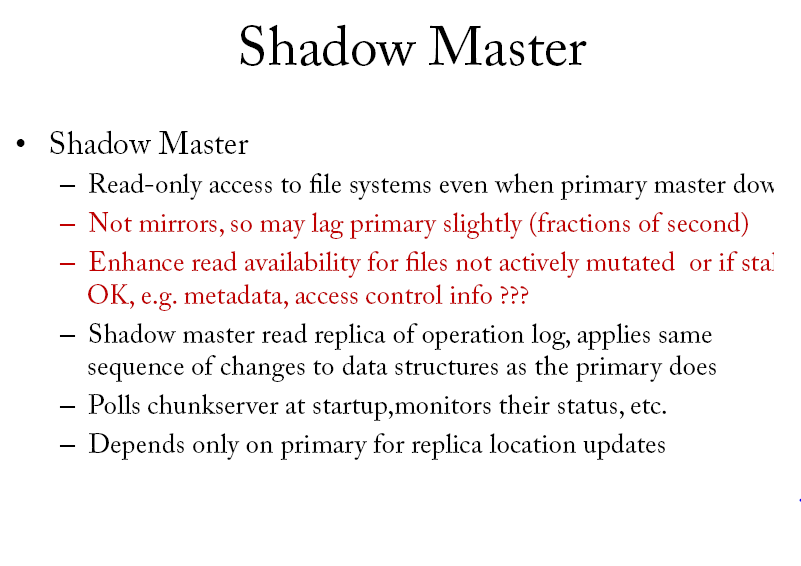 Shadow Master
• Shadow Master
– Read-only access to file systems even when primary master dow
– Not mirrors, so may lag primary slightly (fractions of second)
– Enhance read availability for files not actively mutated or if stal
OK, e.g. metadata, access control info ???
– Shadow master read replica of operation log, applies same
sequence of changes to data structures as the primary does
– Polls chunkserver at startup,monitors their status, etc.
– Depends only on primary for replica location updates